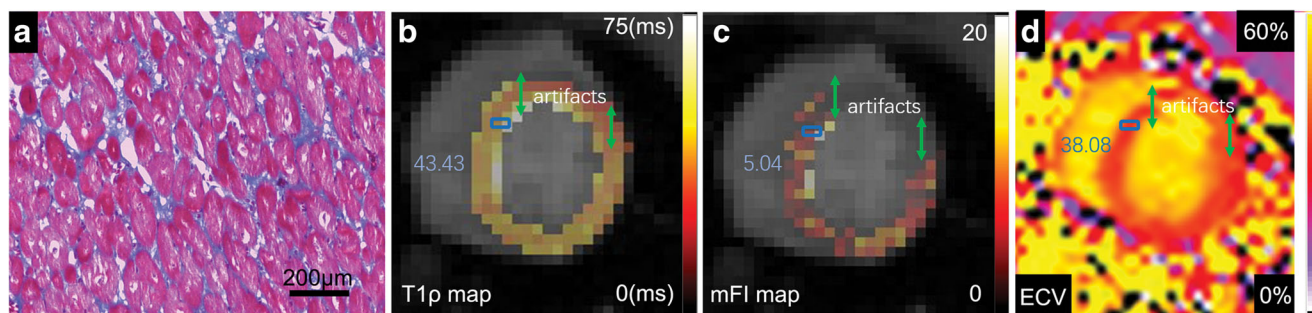 a
200μm
b
75(ms)
artifacts
43.43
T1ρ map
0(ms)
c
20
artifacts
5.04
mFI map
0
d
60%
artifacts
38.08
ECV
0%